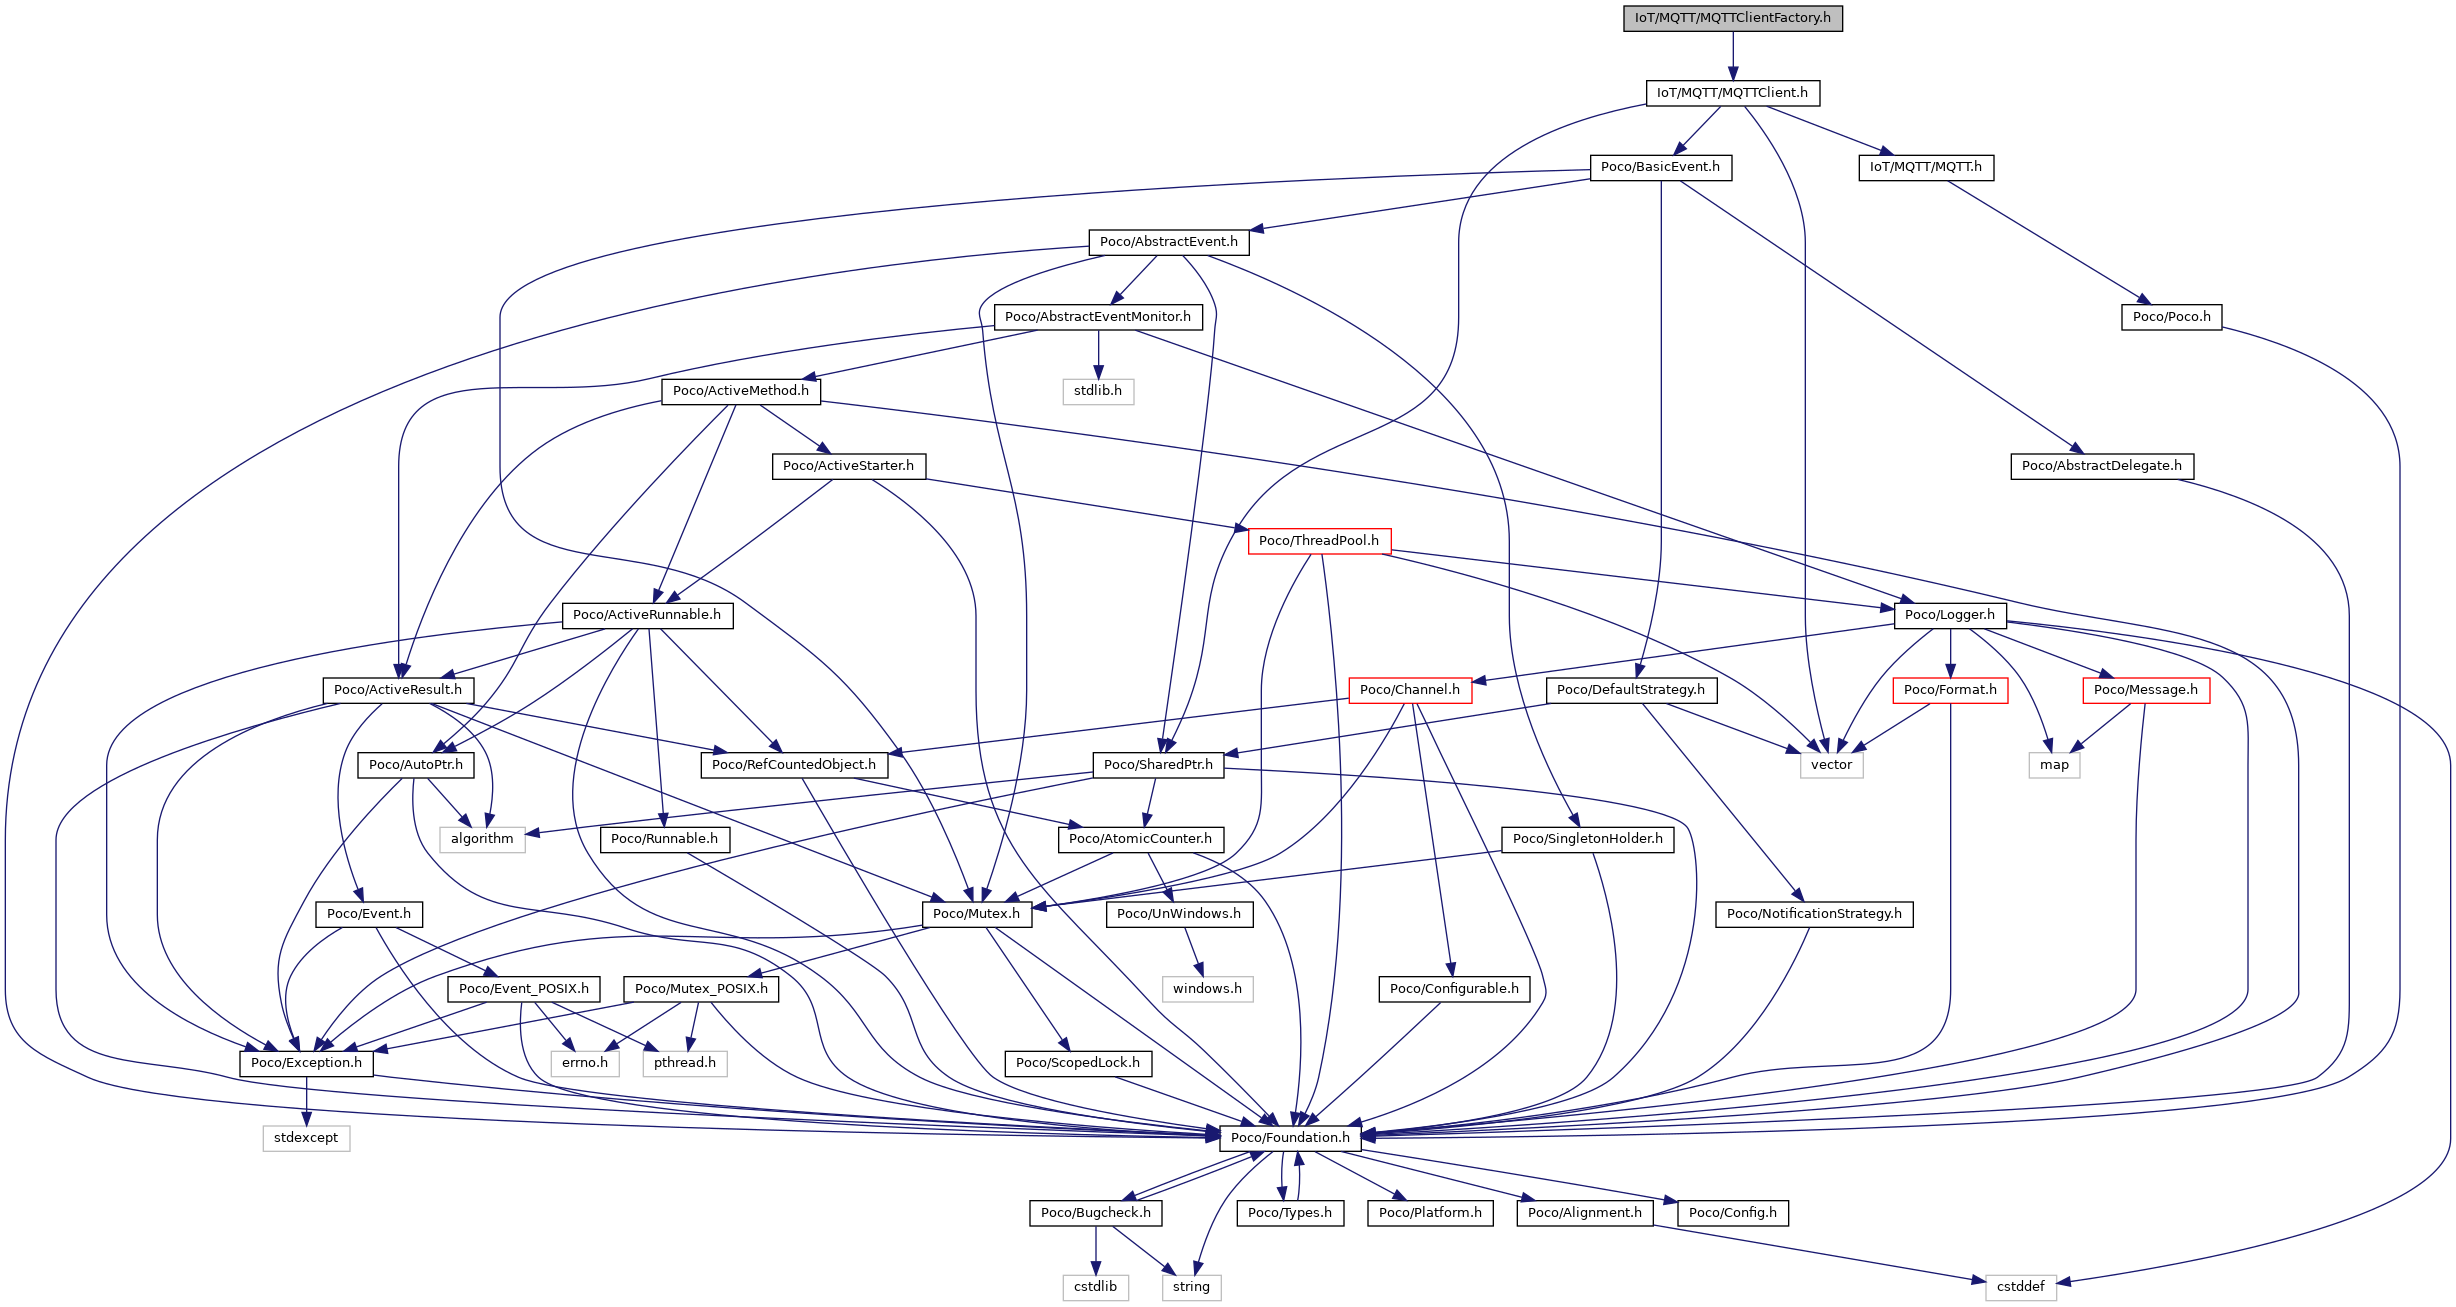 IoT/MQTT/MQTTClientFactory.h
IoT/MQTT/MQTTClient.h
Poco/BasicEvent.h
IoT/MQTT/MQTT.h
Poco/AbstractEvent.h
Poco/AbstractEventMonitor.h
Poco/Poco.h
Poco/ActiveMethod.h
stdlib.h
Poco/ActiveStarter.h
Poco/AbstractDelegate.h
Poco/ThreadPool.h
Poco/ActiveRunnable.h
Poco/Logger.h
Poco/ActiveResult.h
Poco/Channel.h
Poco/DefaultStrategy.h
Poco/Format.h
Poco/Message.h
Poco/AutoPtr.h
Poco/RefCountedObject.h
Poco/SharedPtr.h
vector
map
algorithm
Poco/Runnable.h
Poco/AtomicCounter.h
Poco/SingletonHolder.h
Poco/Event.h
Poco/Mutex.h
Poco/UnWindows.h
Poco/NotificationStrategy.h
Poco/Event_POSIX.h
Poco/Mutex_POSIX.h
windows.h
Poco/Configurable.h
Poco/Exception.h
errno.h
pthread.h
Poco/ScopedLock.h
stdexcept
Poco/Foundation.h
Poco/Bugcheck.h
Poco/Types.h
Poco/Platform.h
Poco/Alignment.h
Poco/Config.h
cstdlib
string
cstddef